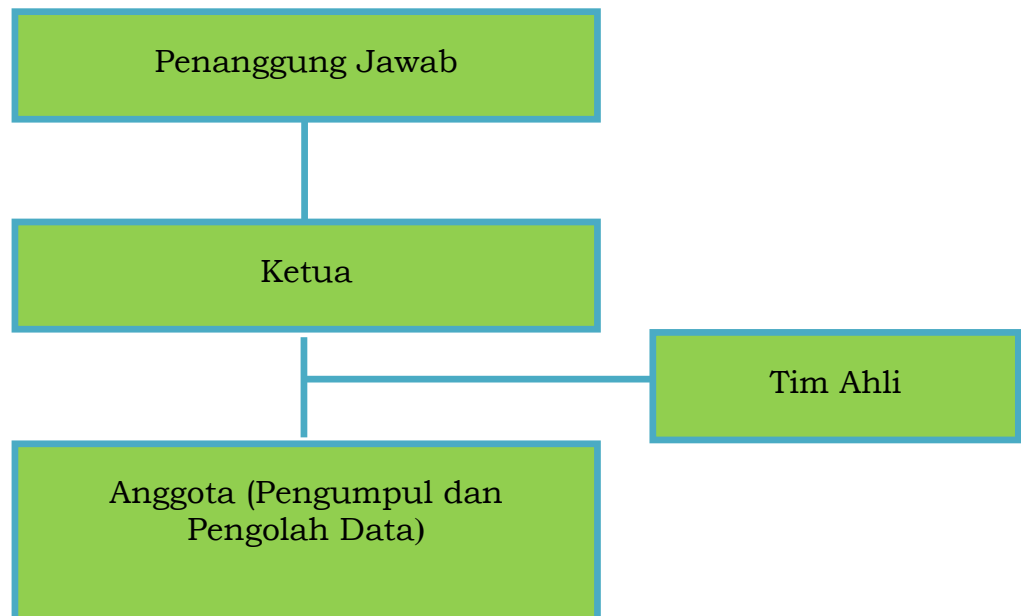 Penanggung Jawab
Ketua
Tim Ahli
Anggota (Pengumpul dan
Pengolah Data)